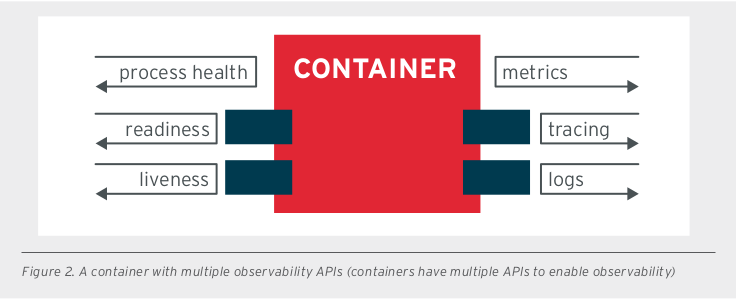 CONTAINER
process health
metrics
readiness
tracing
liveness
logs
Figure 2. A container with multiple observability APIs (containers have multiple APIs to enable observability)